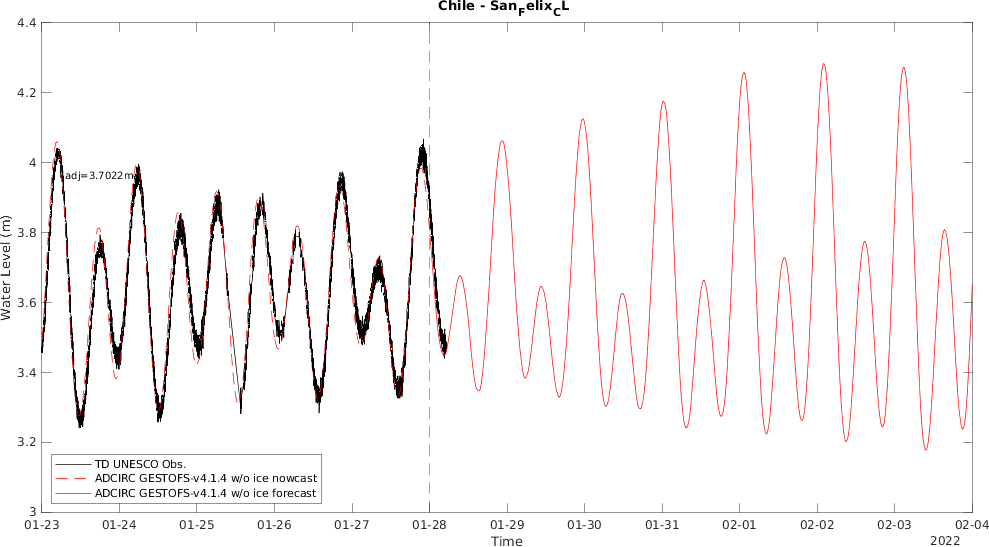 Chile - SanFelixCL
4.4
4.2
4
3.8
3.6
3.4
3.2
3
Water Level (m)
adj=3.7022m
TD UNESCO Obs.
ADCIRC GESTOFS-v4.1.4 w/o ice nowcast
ADCIRC GESTOFS-v4.1.4 w/o ice forecast
01-23 01-24 01-25 01-26 01-27 01-28 01-29 01-30 01-31 02-01 02-02 02-03 02-04
Time
2022